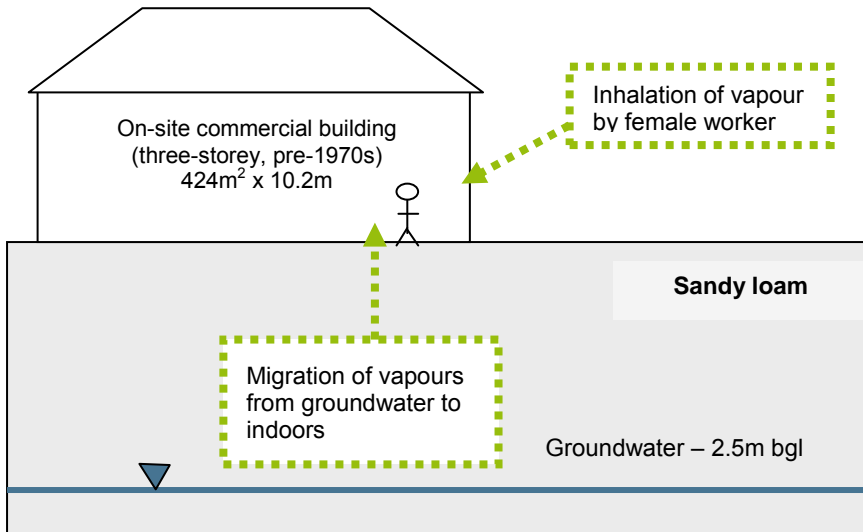 On-site commercial building
(three-storey, pre-1970s)
424m² x 10.2m
Inhalation of vapour
by female worker
Sandy loam
Migration of vapours
from groundwater to
indoors
Groundwater – 2.5m bgl